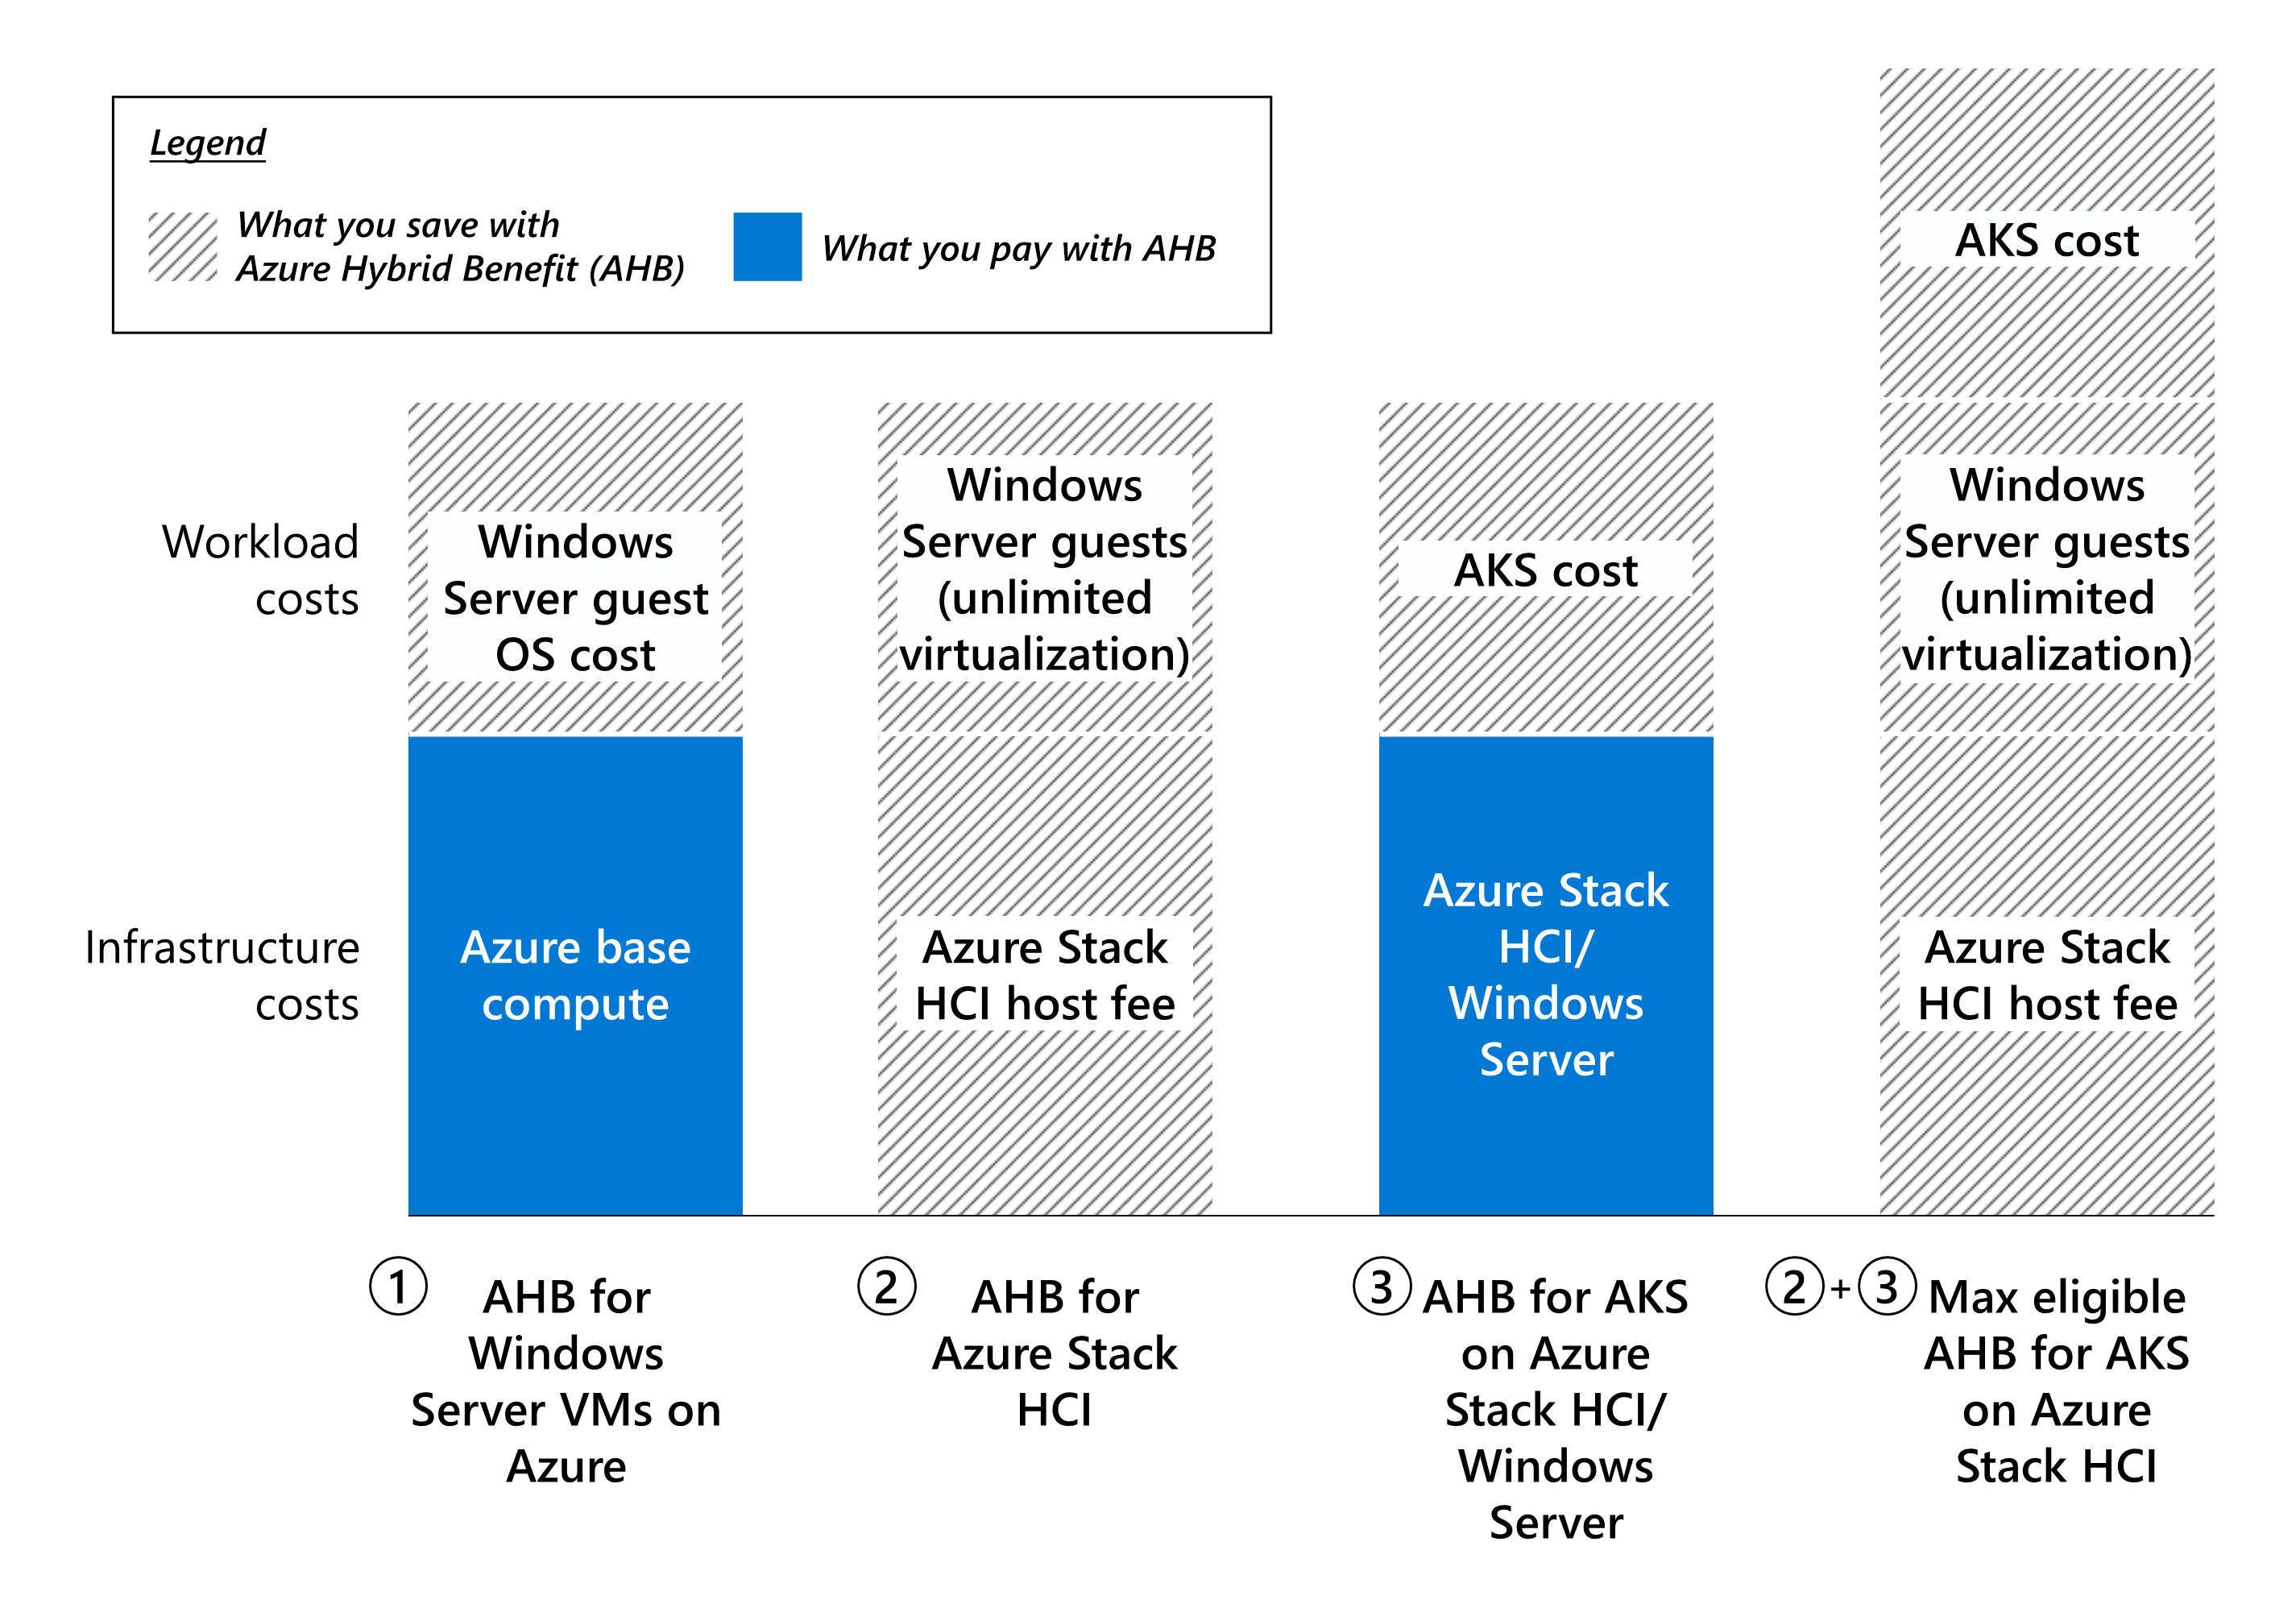 Legend
What you save with
Azure Hybrid Benefit (AHB)
What you pay with AHB
Workload
costs
Infrastructure
costs
Windows
Server guest
OS cost
Azure base
compute
Windows
Server guests
(unlimited
virtualization)
Azure Stack
HCI host fee
AKS cost
Azure Stack
HCI/
Windows
Server
AKS cost
Windows
Server guests
(unlimited
virtualization)
Azure Stack
HCI host fee
① AHB for
Windows
Server VMs on
Azure
② AHB for
Azure Stack
HCI
③ AHB for AKS
on Azure
Stack HCI/
Windows
Server
②+③ Max eligible
AHB for AKS
on Azure
Stack HCI